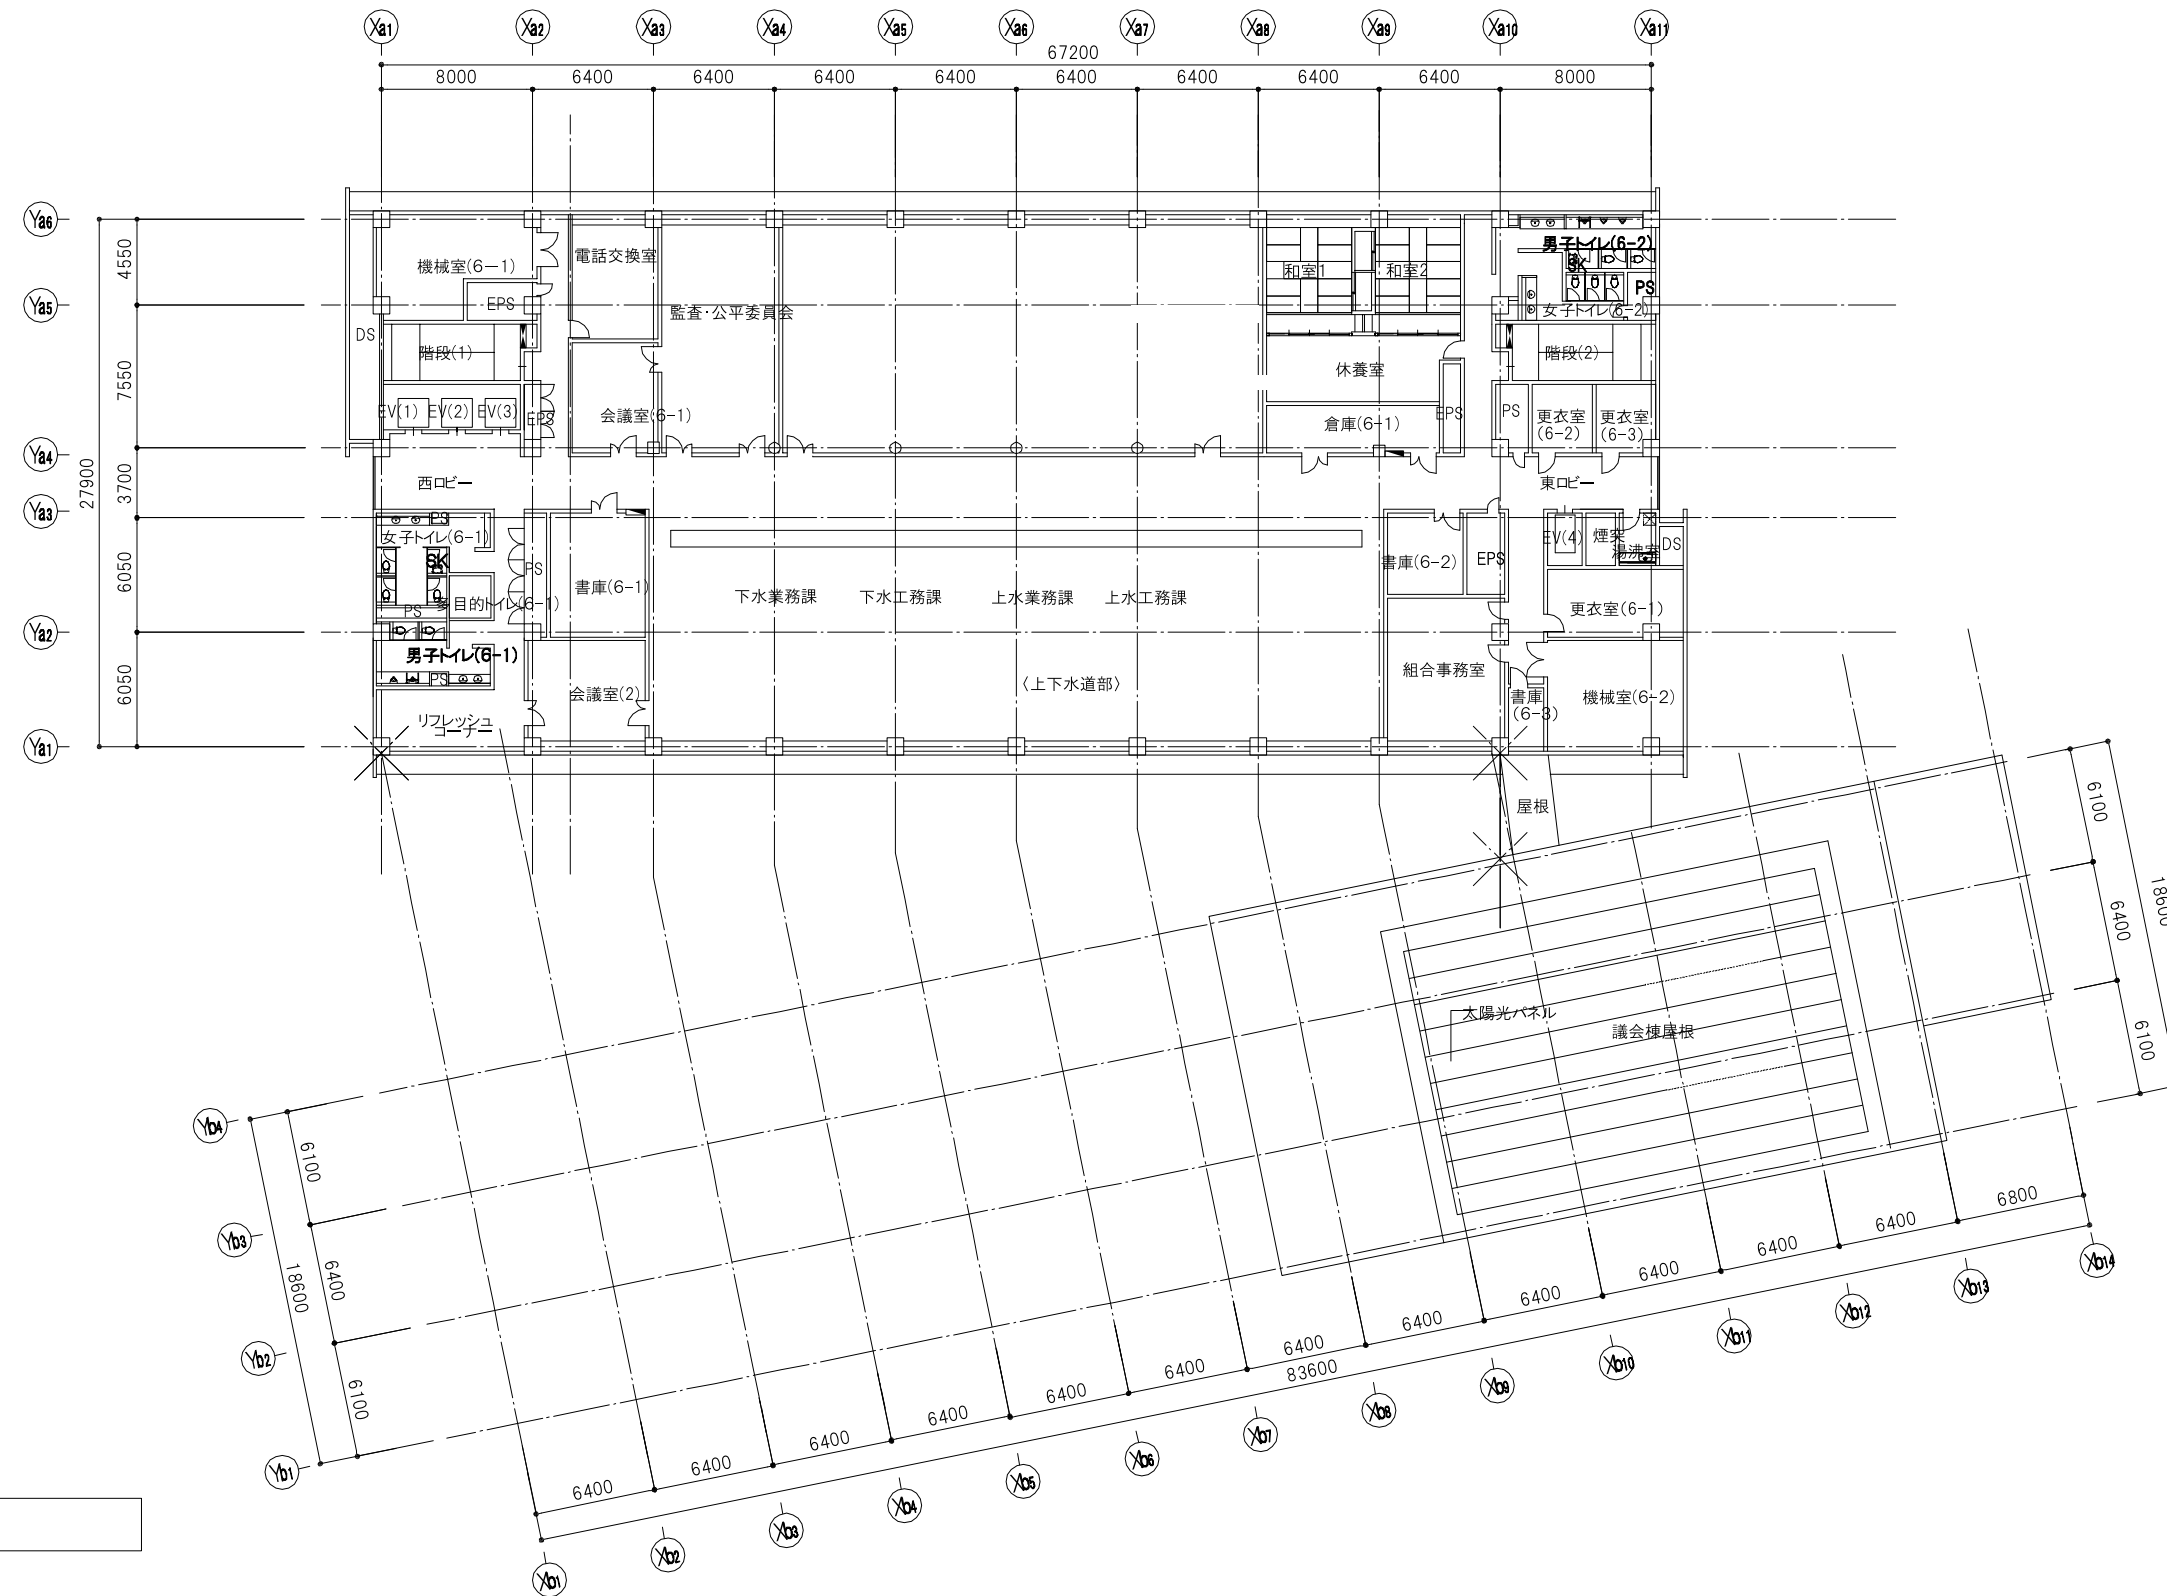 Xa1 Xa2 Xa3 Xa4 Xa5 Xa6 Xa7 Xa8 Xa9 Xa10 Xa11
67200
8000 6400 6400 6400 6400 6400 6400 6400 6400 8000
Ya6
Ya5
Ya4
Ya3
Ya2
Ya1
4550
7550
3700
6050
6050
27900
機械室(6-1)
EPS
DS
階段(1)
EV(1) EV(2) EV(3)
EPS
電話交換室
会議室(6-1)
監査・公平委員会
和室1
和室2
休養室
倉庫(6-1)
EPS
男子トイレ(6-2)
SK
PS
女子トイレ(6-2)
階段(2)
PS
更衣室
(6-2)
更衣室
(6-3)
西ロビー
東ロビー
PS
女子トイレ(6-1)
SK
PS
多目的トイレ(6-1)
PS
男子トイレ(6-1)
PS
リフレッシュ
コーナー
書庫(6-1)
会議室(2)
下水業務課
下水工務課
上水業務課
上水工務課
〈上下水道部〉
書庫(6-2)
EPS
組合事務室
EV(4)
煙突
湯沸室
DS
更衣室(6-1)
書庫
(6-3)
機械室(6-2)
屋根
太陽光パネル
議会棟屋根
6100
6400
6100
18600
Yb4
Yb3
Yb2
Yb1
6100
6400
6100
18600
6400 6400 6400 6400 6400 6400 6400 6400 6400 6400 6400 6400 6800
83600
Xb1 Xb2 Xb3 Xb4 Xb5 Xb6 Xb7 Xb8 Xb9 Xb10 Xb11 Xb12 Xb13 Xb14